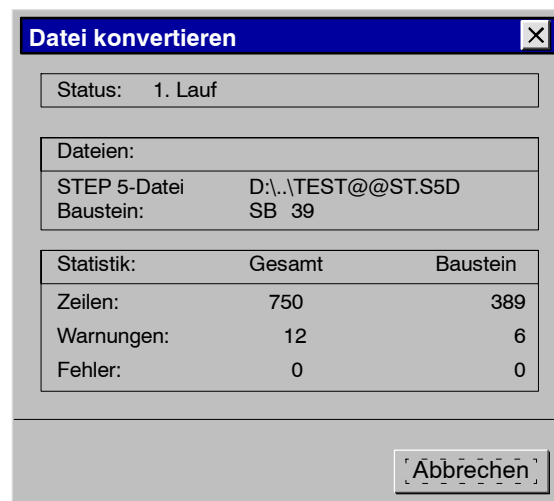 Datei konvertieren
Status: 1. Lauf
Dateien:
STEP 5-Datei D:\..\TEST@@ST.S5D
Baustein: SB 39
Statistik: Gesamt Baustein
Zeilen: 750 389
Warnungen: 12 6
Fehler: 0 0
Abbrechen